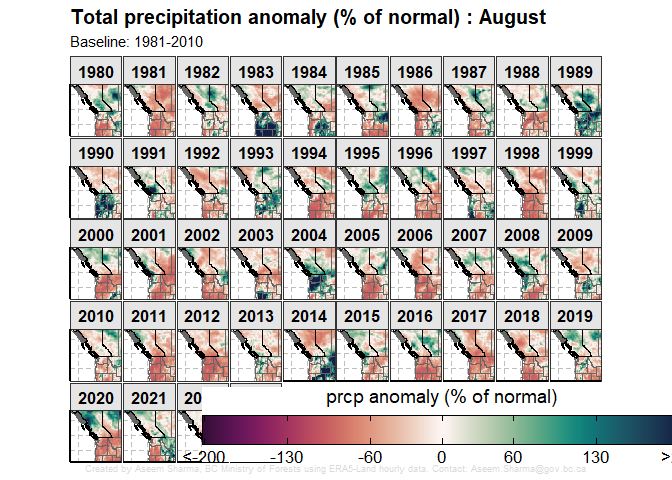 Total precipitation anomaly (% of normal) : August
Baseline: 1981-2010
1980 1981 1982 1983 1984 1985 1986 1987 1988 1989
1990 1991 1992 1993 1994 1995 1996 1997 1998 1999
2000 2001 2002 2003 2004 2005 2006 2007 2008 2009
2010 2011 2012 2013 2014 2015 2016 2017 2018 2019
2020 2021 20
prcp anomaly (% of normal)
<-200 -130 -60 0 60 130 >
Created by Aseem Sharma, BC Ministry of Forests using ERA5-Land hourly data. Contact: Aseem.Sharma@gov.bc.ca